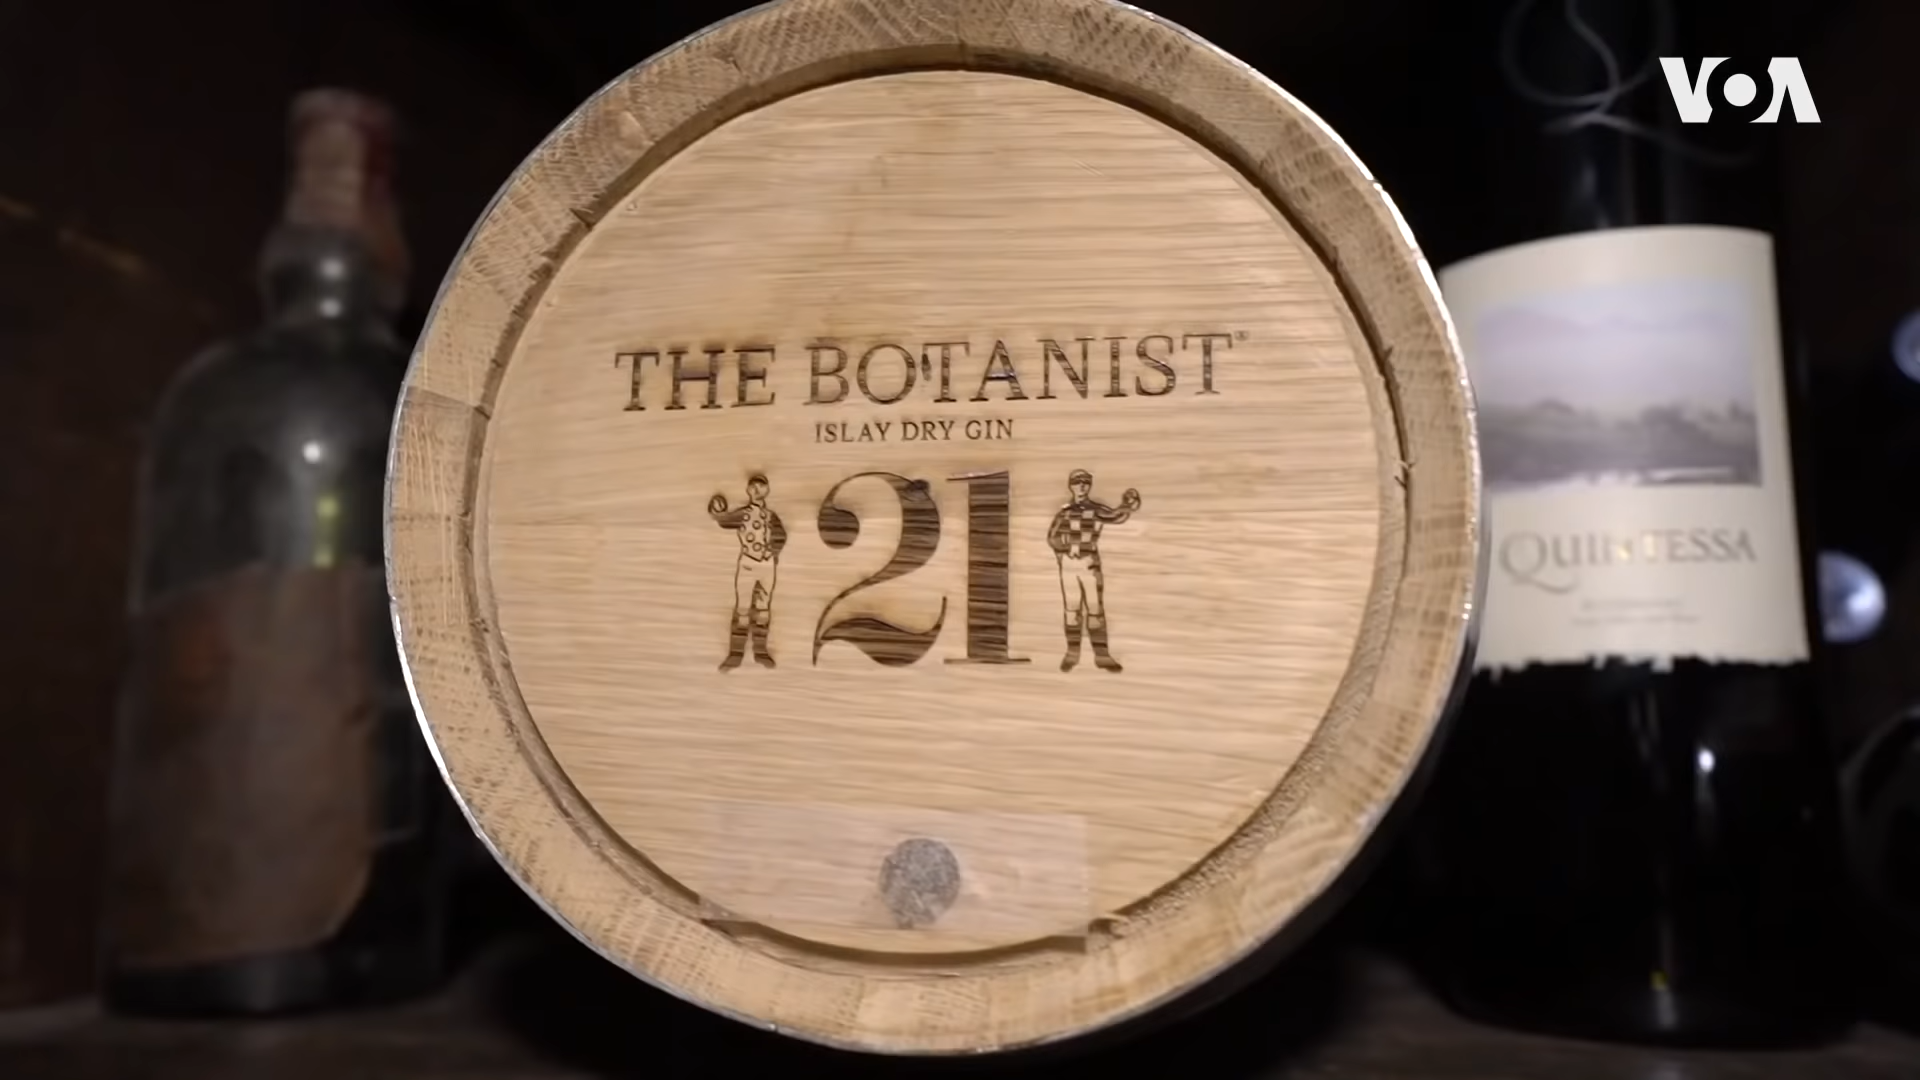 VOA
THE BOTANIST®
ISLAY DRY GIN
21
QUINTESSA